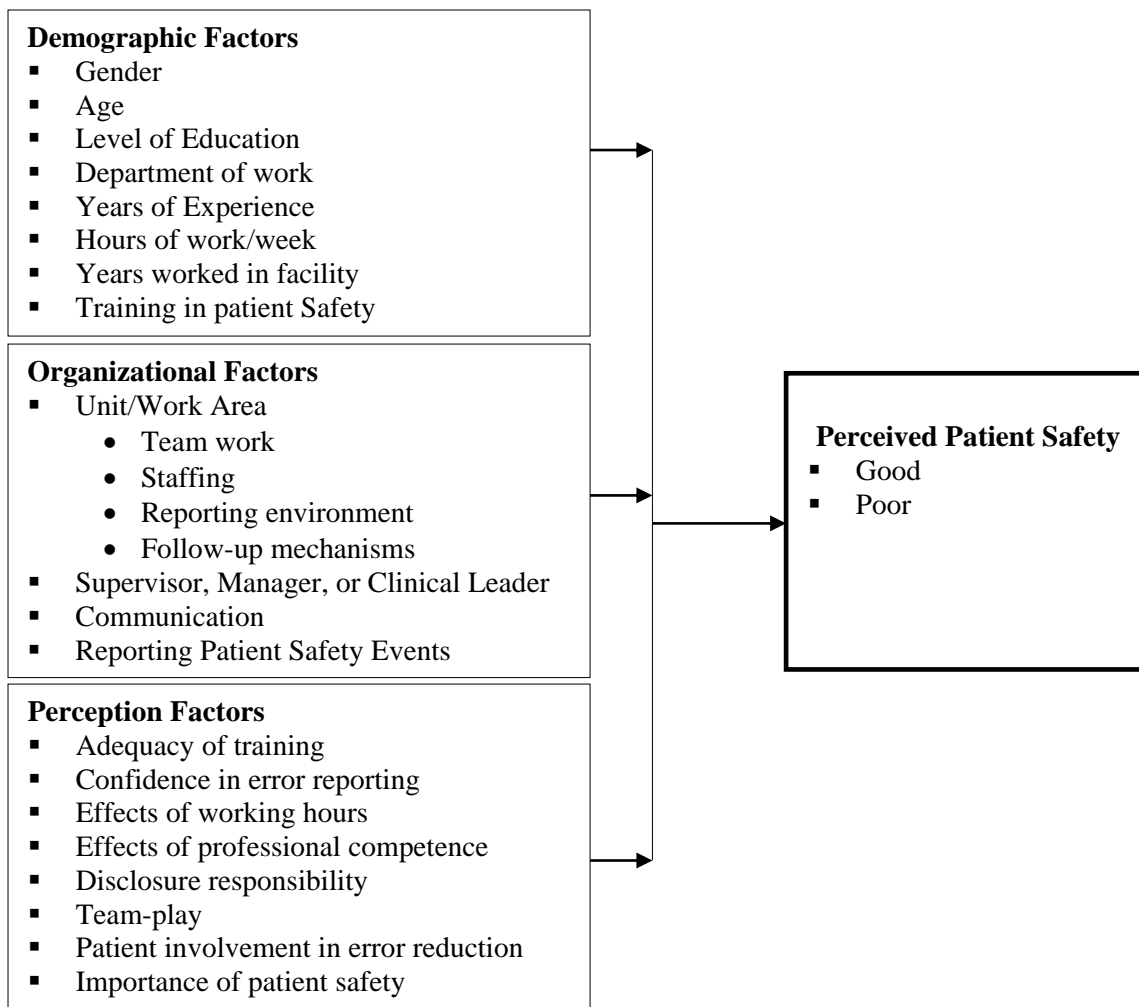 Demographic Factors
▪ Gender
▪ Age
▪ Level of Education
▪ Department of work
▪ Years of Experience
▪ Hours of work/week
▪ Years worked in facility
▪ Training in patient Safety
Organizational Factors
▪ Unit/Work Area
• Team work
• Staffing
• Reporting environment
• Follow-up mechanisms
▪ Supervisor, Manager, or Clinical Leader
▪ Communication
▪ Reporting Patient Safety Events
Perception Factors
▪ Adequacy of training
▪ Confidence in error reporting
▪ Effects of working hours
▪ Effects of professional competence
▪ Disclosure responsibility
▪ Team-play
▪ Patient involvement in error reduction
▪ Importance of patient safety
Perceived Patient Safety
▪ Good
▪ Poor